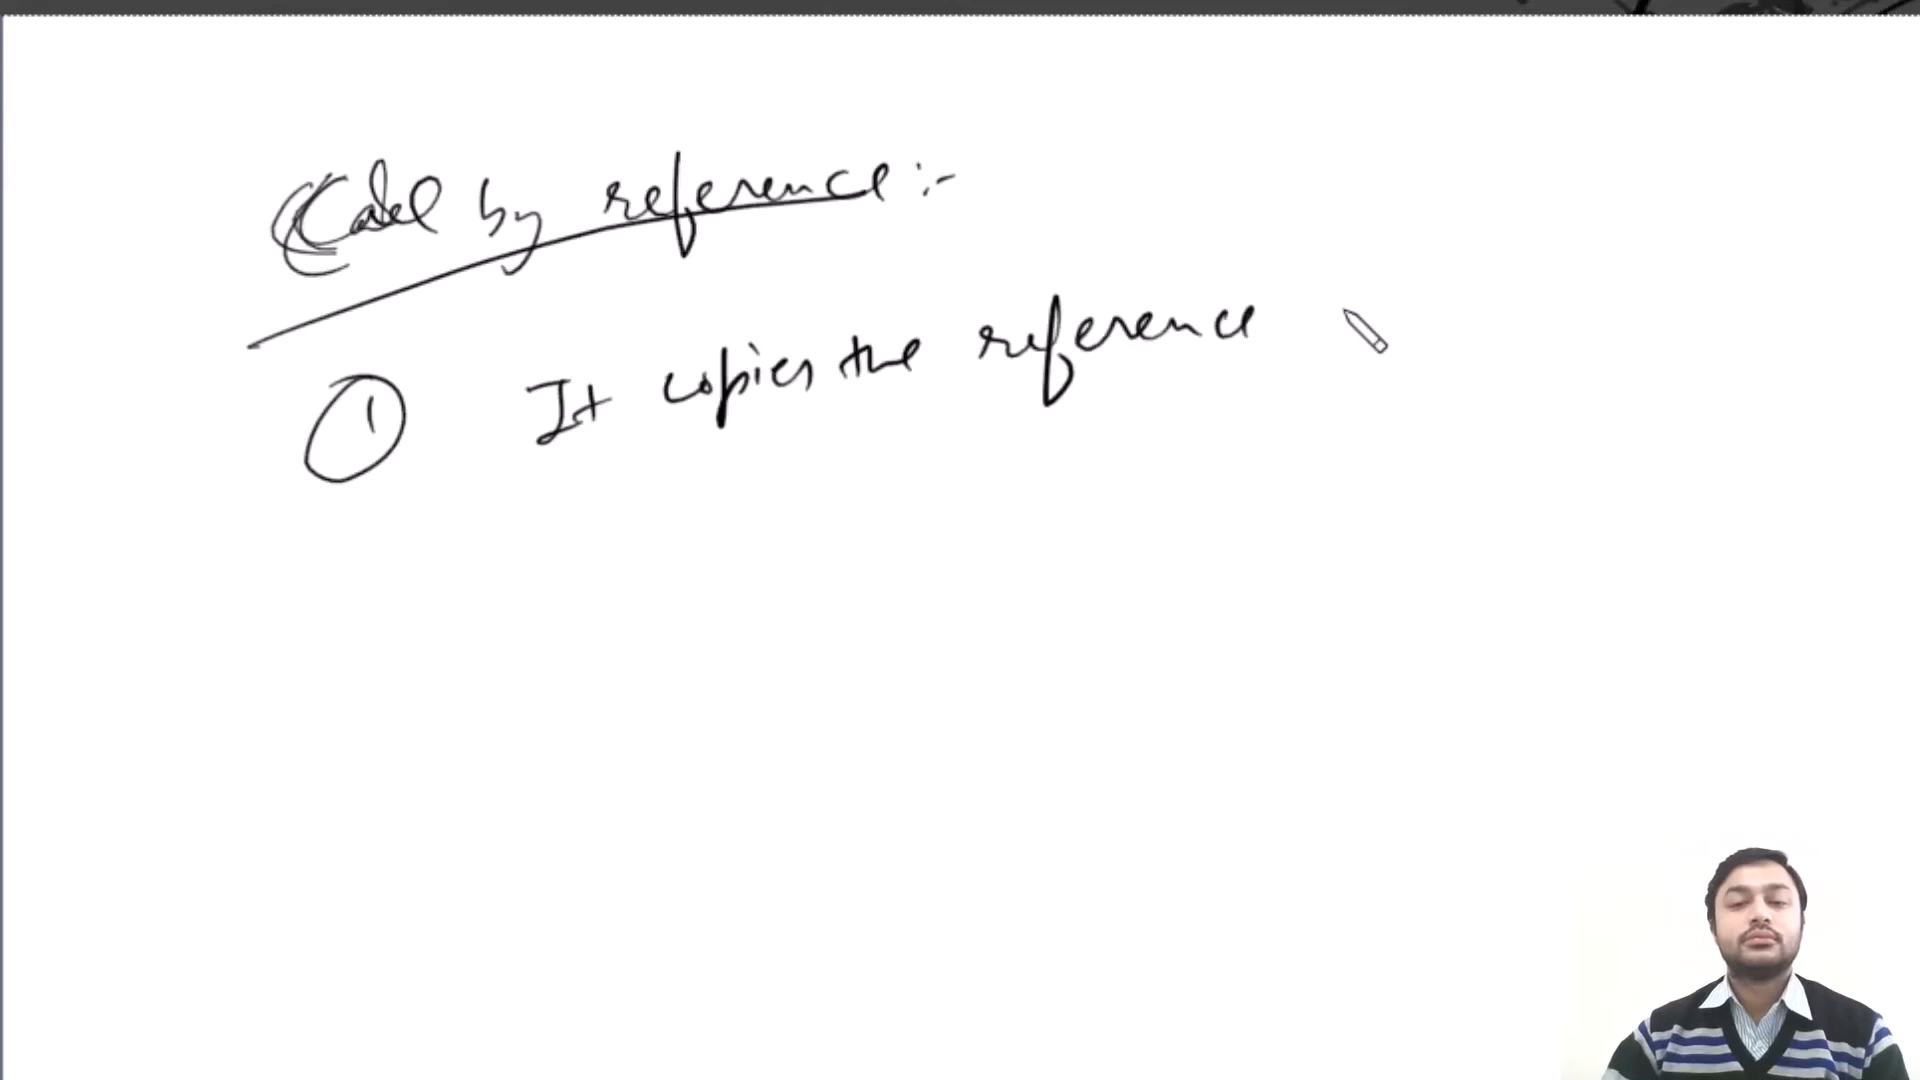 Call by reference :-
① It copies the reference